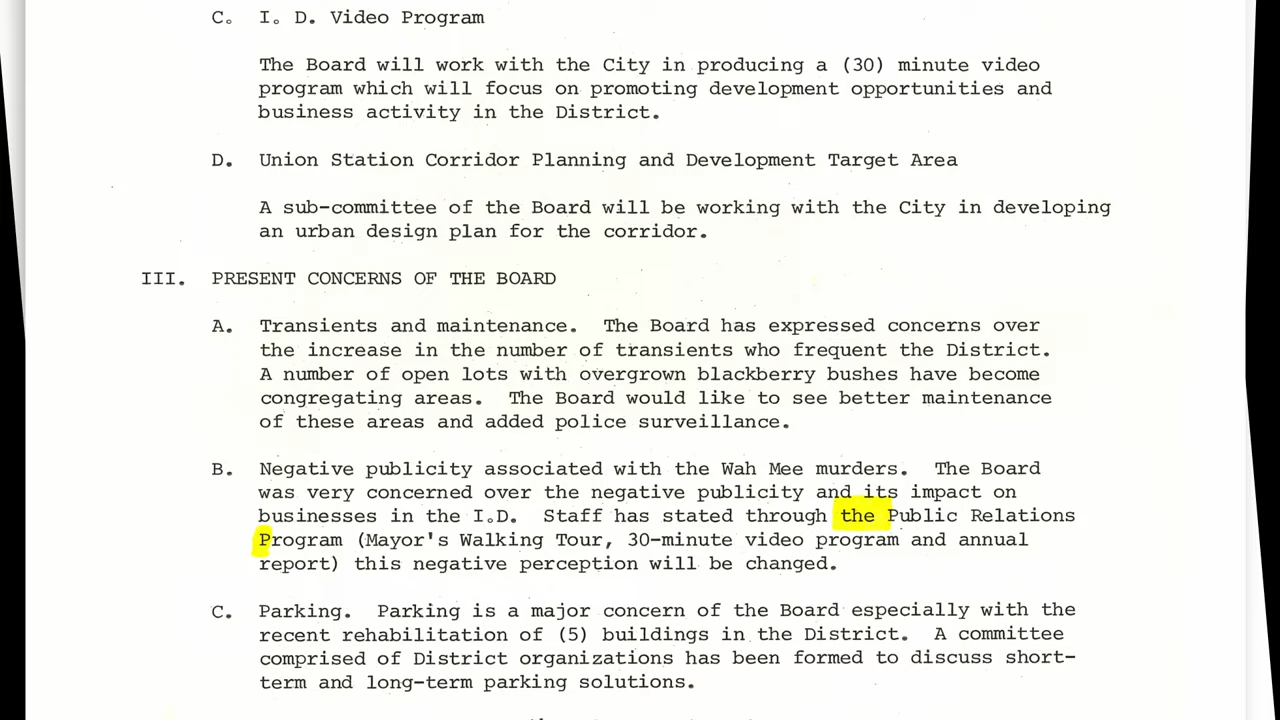 C. I. D. Video Program
The Board will work with the City in producing a (30) minute video
program which will focus on promoting development opportunities and
business activity in the District.
D. Union Station Corridor Planning and Development Target Area
A sub-committee of the Board will be working with the City in developing
an urban design plan for the corridor.
III. PRESENT CONCERNS OF THE BOARD
A. Transients and maintenance. The Board has expressed concerns over
the increase in the number of transients who frequent the District.
A number of open lots with overgrown blackberry bushes have become
congregating areas. The Board would like to see better maintenance
of these areas and added police surveillance.
B. Negative publicity associated with the Wah Mee murders. The Board
was very concerned over the negative publicity and its impact on
businesses in the I.D. Staff has stated through the Public Relations
Program (Mayor's Walking Tour, 30-minute video program and annual
report) this negative perception will be changed.
C. Parking. Parking is a major concern of the Board especially with the
recent rehabilitation of (5) buildings in the District. A committee
comprised of District organizations has been formed to discuss short-
term and long-term parking solutions.